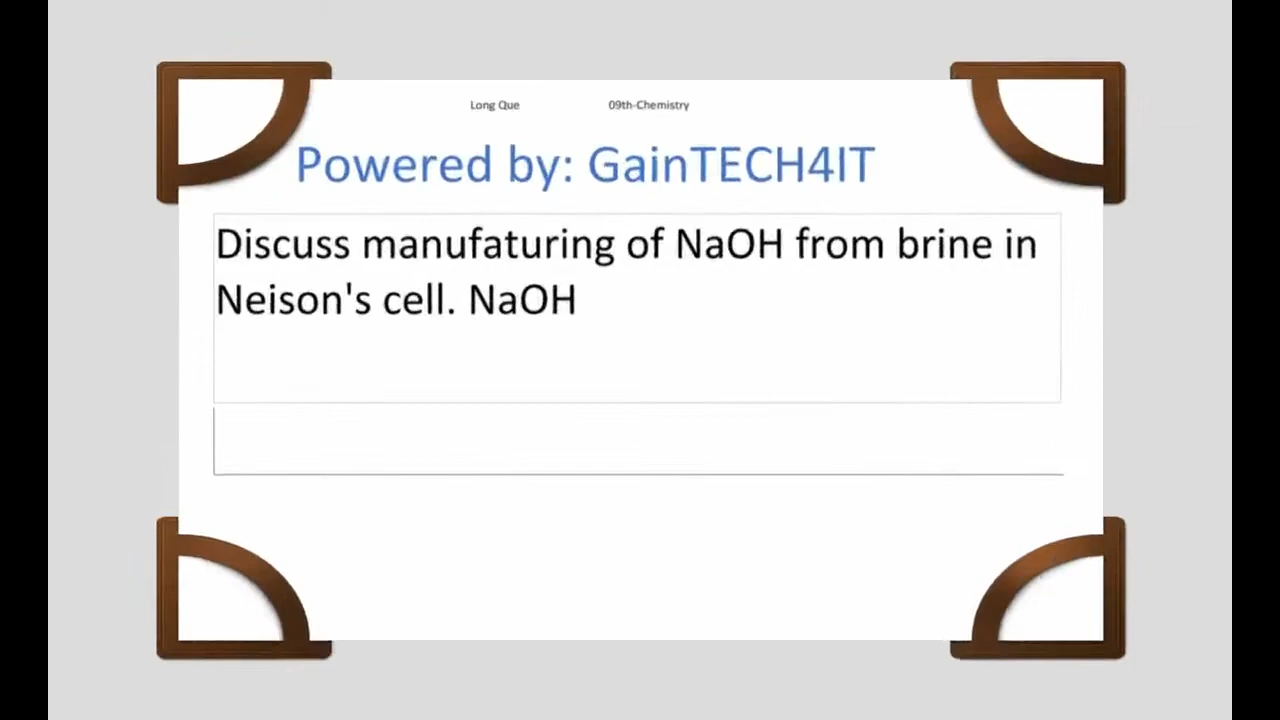 Long Que 09th-Chemistry
Powered by: GainTECH4IT
Discuss manufaturing of NaOH from brine in
Neison's cell. NaOH